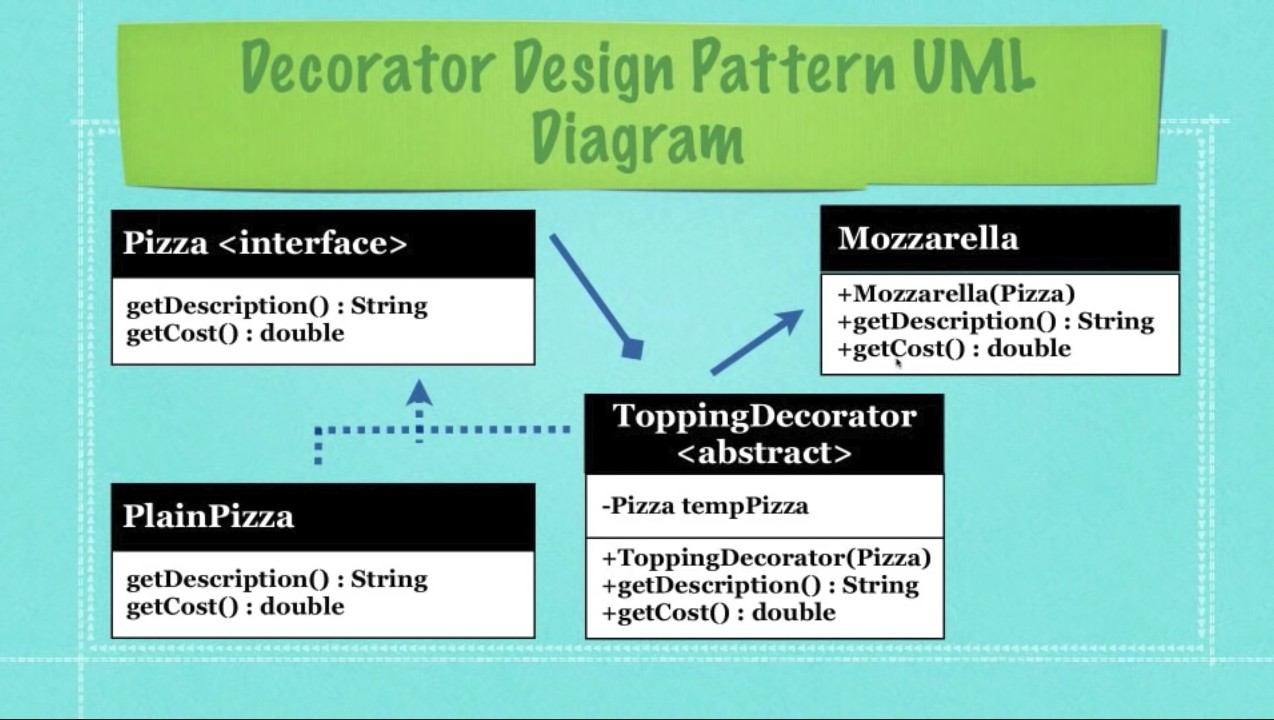 Decorator Design Pattern UML
Diagram
Pizza <interface>
getDescription() : String
getCost() : double
Mozzarella
+Mozzarella(Pizza)
+getDescription() : String
+getCost() : double
PlainPizza
getDescription() : String
getCost() : double
ToppingDecorator
<abstract>
-Pizza tempPizza
+ToppingDecorator(Pizza)
+getDescription() : String
+getCost() : double